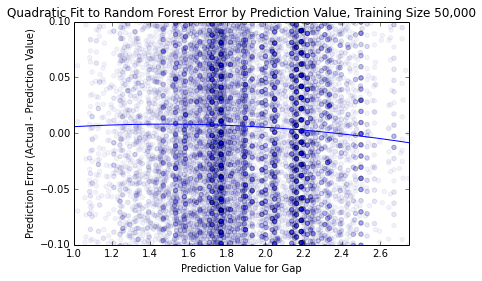 Quadratic Fit to Random Forest Error by Prediction Value, Training Size 50,000
Prediction Error (Actual - Prediction Value)
0.10
0.05
0.00
−0.05
−0.10
1.0 1.2 1.4 1.6 1.8 2.0 2.2 2.4 2.6
Prediction Value for Gap